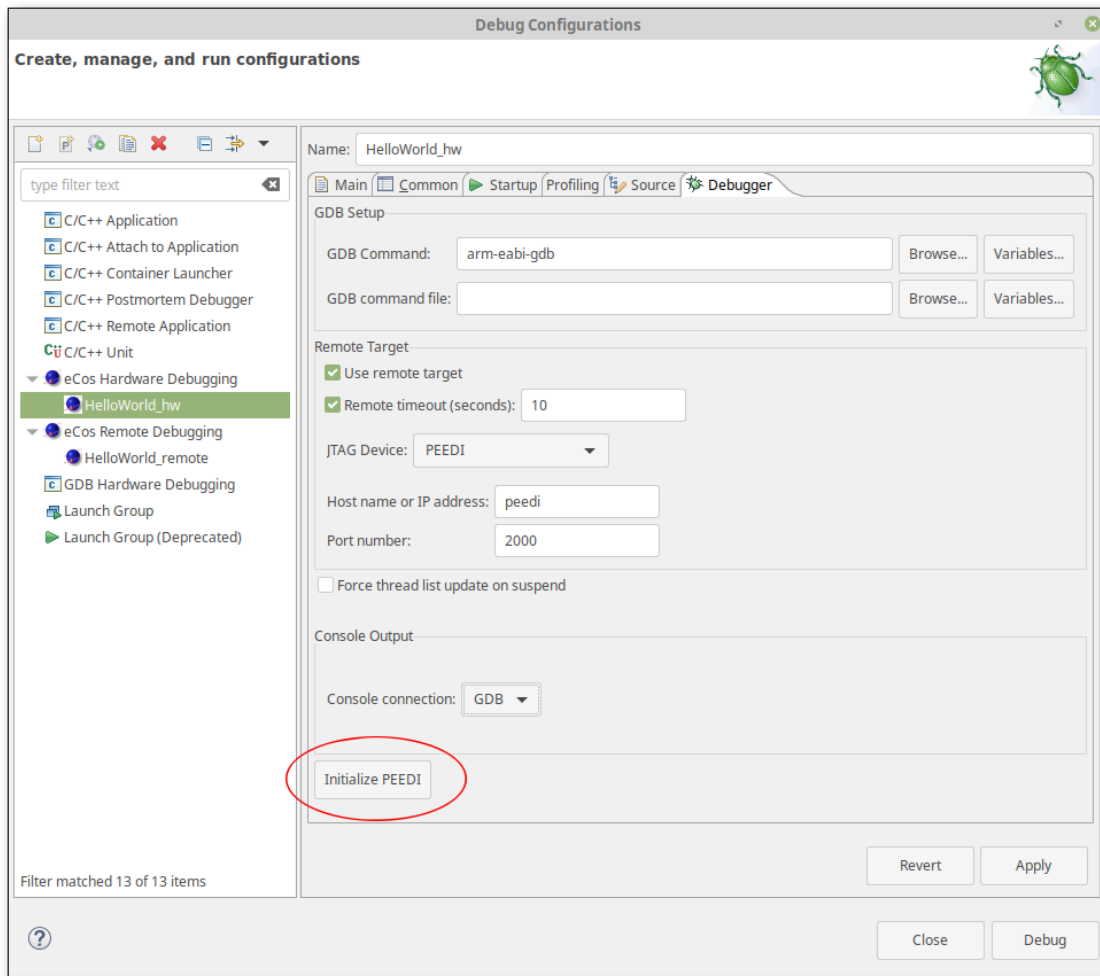 Debug Configurations
Create, manage, and run configurations
type filter text
C/C++ Application
C/C++ Attach to Application
C/C++ Container Launcher
C/C++ Postmortem Debugger
C/C++ Remote Application
C/C++ Unit
eCos Hardware Debugging
HelloWorld_hw
eCos Remote Debugging
HelloWorld_remote
GDB Hardware Debugging
Launch Group
Launch Group (Deprecated)
Filter matched 13 of 13 items
Name: HelloWorld_hw
Main Common Startup Profiling Source Debugger
GDB Setup
GDB Command: arm-eabi-gdb Browse... Variables...
GDB command file: Browse... Variables...
Remote Target
Use remote target
Remote timeout (seconds): 10
JTAG Device: PEEDI
Host name or IP address: peedi
Port number: 2000
Force thread list update on suspend
Console Output
Console connection: GDB
Initialize PEEDI
Revert Apply
Close Debug